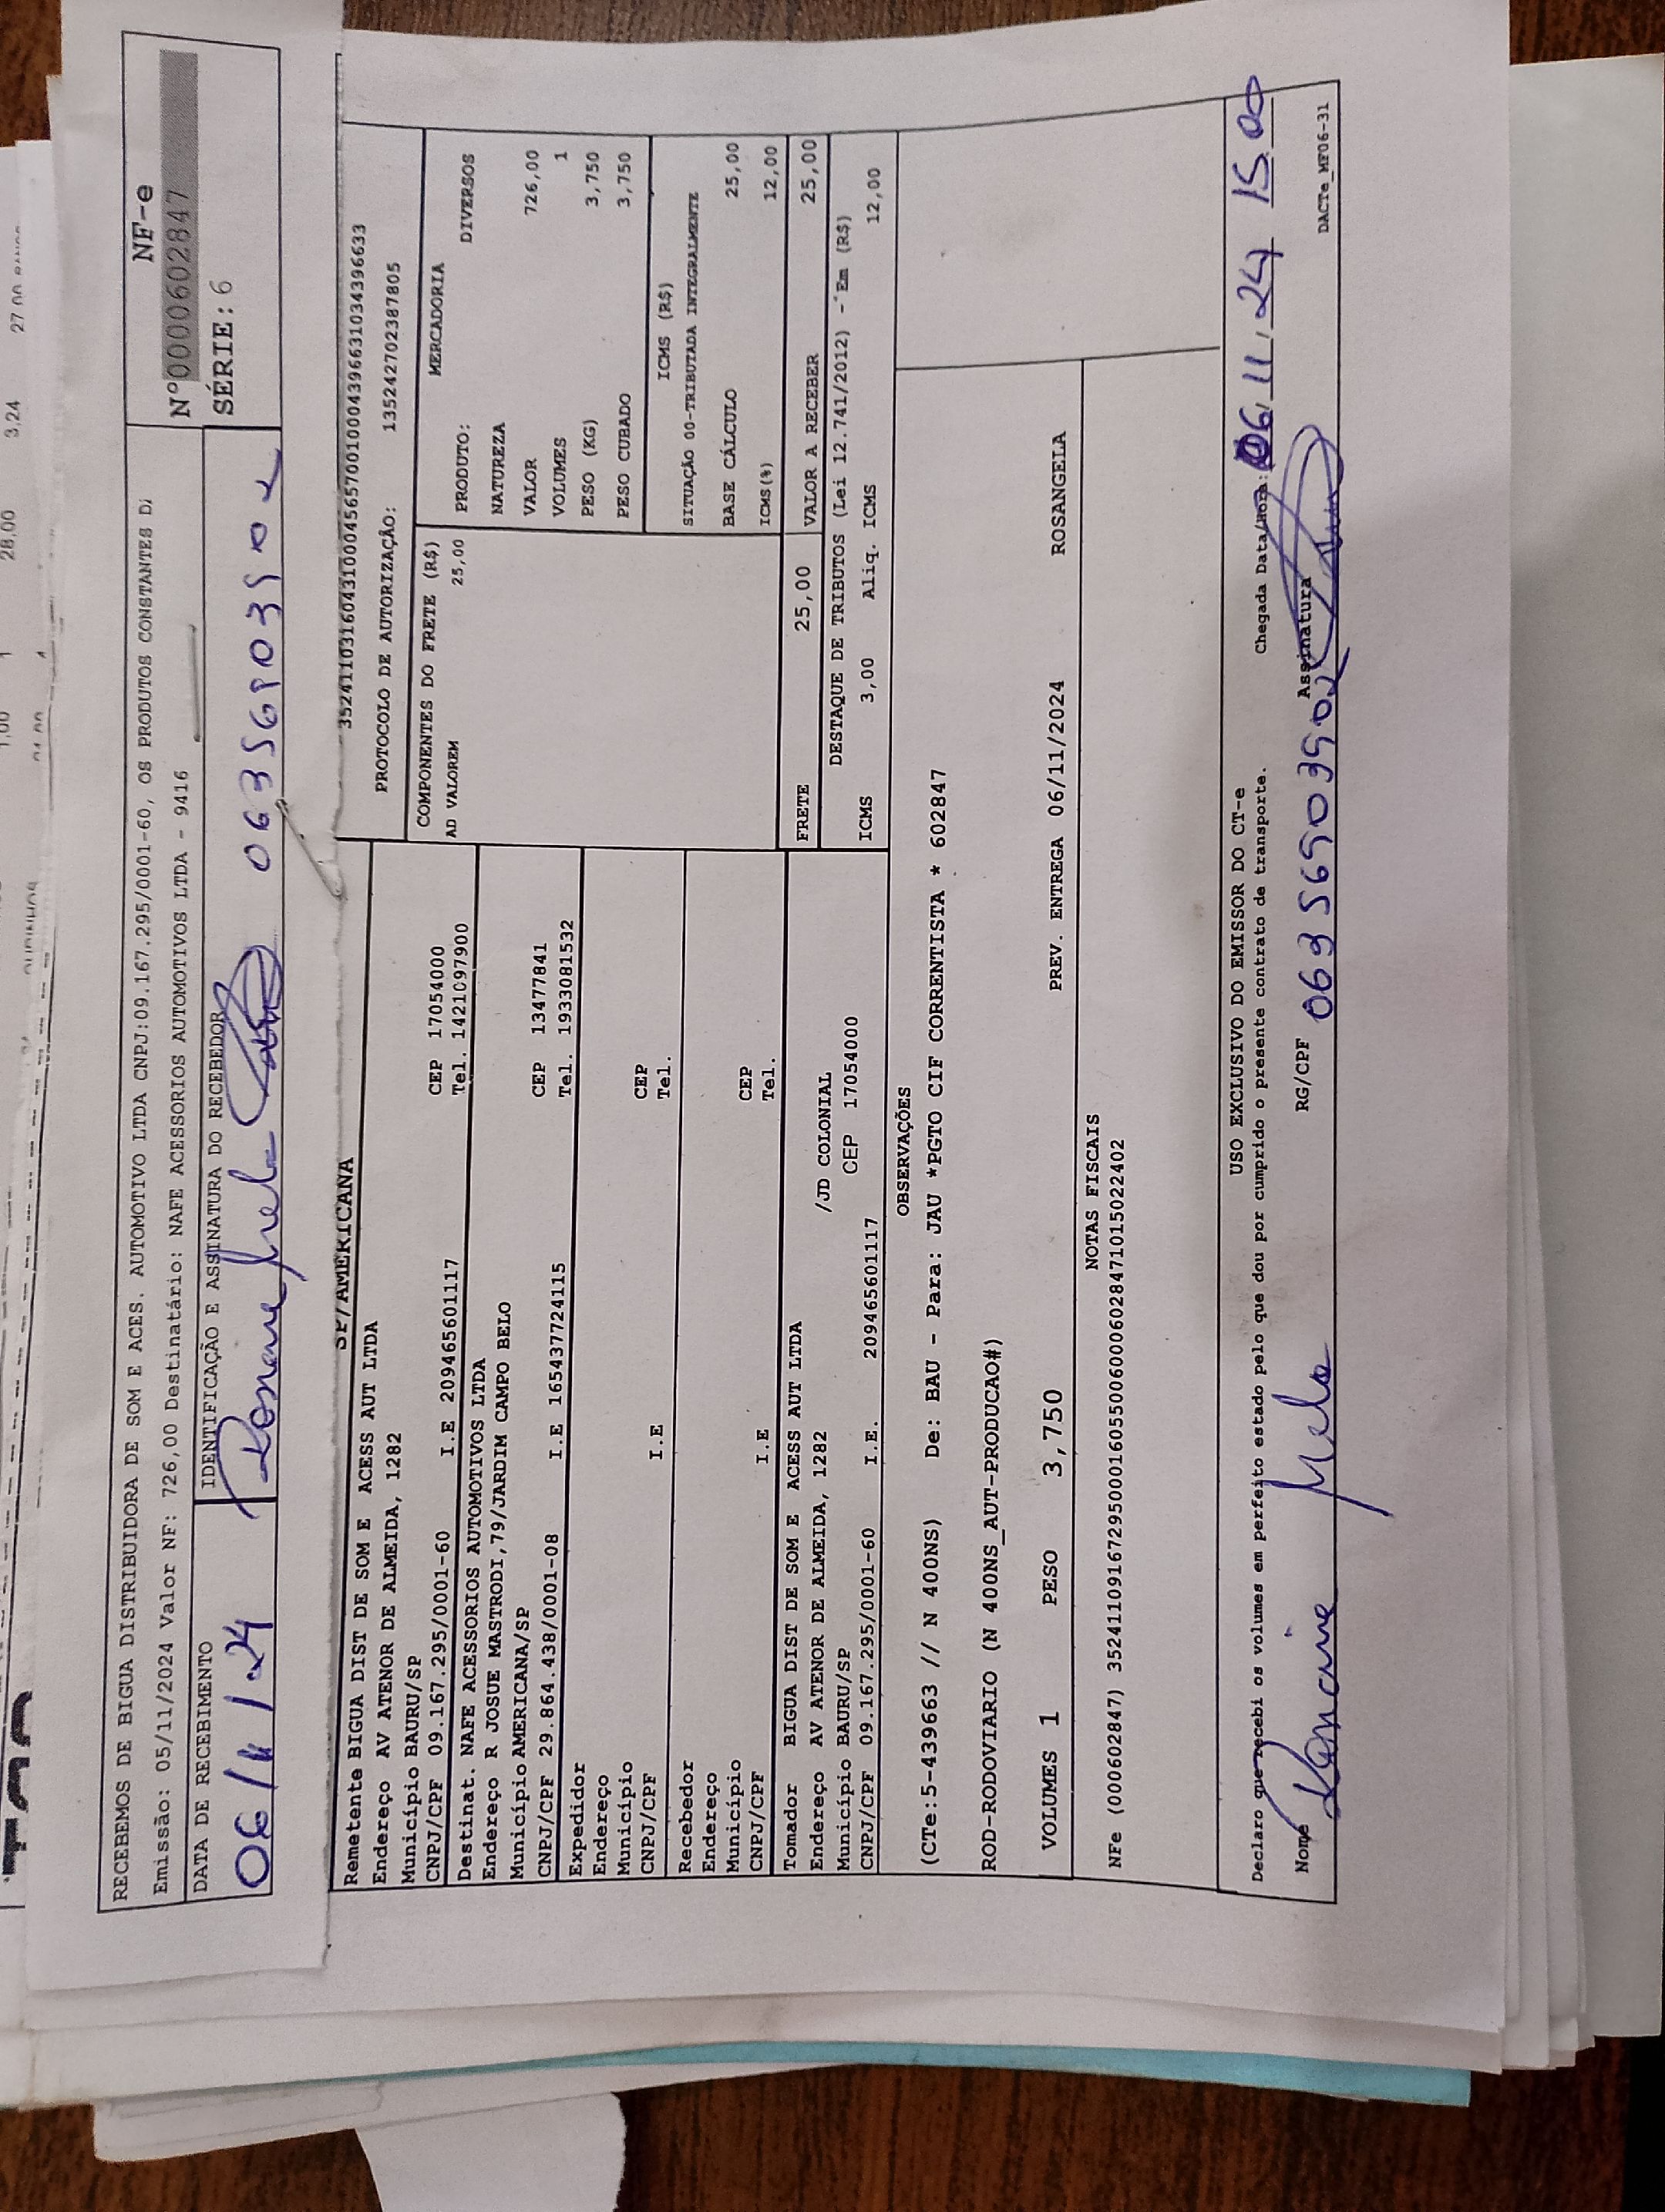 RECEBEMOS DE BIGUA DISTRIBUIDORA DE SOM E ACES. AUTOMOTIVO LTDA CNPJ:09.167.295/0001-60, OS PRODUTOS CONSTANTES
Emissão: 05/11/2024 Valor NF: 726,00 Destinatário: NAFE ACESSORIOS AUTOMOTIVOS LTDA - 9416
DATA DE RECEBIMENTO
06/11/24
IDENTIFICAÇÃO E ASSINATURA DO RECEBEDOR
NF-e
N°0000602847
SÉRIE:6
SP/AMERICANA
35241103160431000456570010004396631034396633
PROTOCOLO DE AUTORIZAÇÃO: 135242702387805
Remetente BIGUA DIST DE SOM E ACESS AUT LTDA
Endereço AV ATENOR DE ALMEIDA, 1282
Município BAURU/SP CEP 17054000
CNPJ/CPF 09.167.295/0001-60 I.E 209465601117 Tel. 1421097900
Destinat. NAFE ACESSORIOS AUTOMOTIVOS LTDA
Endereço R JOSUE MASTRODI,79/JARDIM CAMPO BELO
Município AMERICANA/SP CEP 13477841
CNPJ/CPF 29.864.438/0001-08 I.E 165437724115 Tel. 1933081532
Expedidor
Endereço
Município CEP
CNPJ/CPF I.E Tel.
Recebedor
Endereço
Município CEP
CNPJ/CPF I.E Tel.
Tomador BIGUA DIST DE SOM E ACESS AUT LTDA
Endereço AV ATENOR DE ALMEIDA, 1282 /JD COLONIAL
Município BAURU/SP CEP 17054000
CNPJ/CPF 09.167.295/0001-60 I.E. 209465601117
COMPONENTES DO FRETE (R$)
AD VALOREM 25,00
MERCADORIA
PRODUTO: DIVERSOS
NATUREZA
VALOR 726,00
VOLUMES 1
PESO (KG) 3,750
PESO CUBADO 3,750
ICMS (R$)
SITUAÇÃO 00-TRIBUTADA INTEGRALMENTE
BASE CÁLCULO 25,00
ICMS(%) 12,00
FRETE 25,00 VALOR A RECEBER 25,00
DESTAQUE DE TRIBUTOS (Lei 12.741/2012) - Em (R$)
ICMS 3,00 Aliq. ICMS 12,00
OBSERVAÇÕES
(CTe:5-439663 // N 400NS) De: BAU - Para: JAU *PGTO CIF CORRENTISTA * 602847
ROD-RODOVIARIO (N 400NS_AUT-PRODUCAO#)
VOLUMES 1 PESO 3,750 PREV. ENTREGA 06/11/2024 ROSANGELA
NOTAS FISCAIS
NFe (000602847) 35241109167295000160550060006028471015022402
USO EXCLUSIVO DO EMISSOR DO CT-e
Declaro que recebi os volumes em perfeito estado pelo que dou por cumprido o presente contrato de transporte. Chegada Data/Hora: 06/11/24 15:00
Nome Melo RG/CPF Assinatura
DACTe_MF06-31